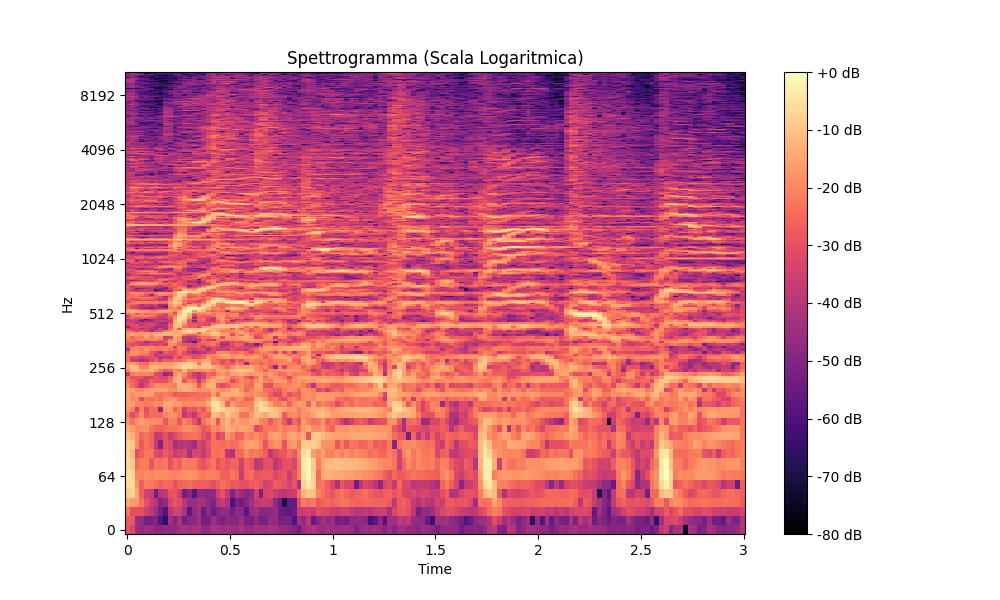 Spettrogramma (Scala Logaritmica)
Hz
8192
4096
2048
1024
512
256
128
64
0
0 0.5 1 1.5 2 2.5 3
Time
+0 dB
-10 dB
-20 dB
-30 dB
-40 dB
-50 dB
-60 dB
-70 dB
-80 dB